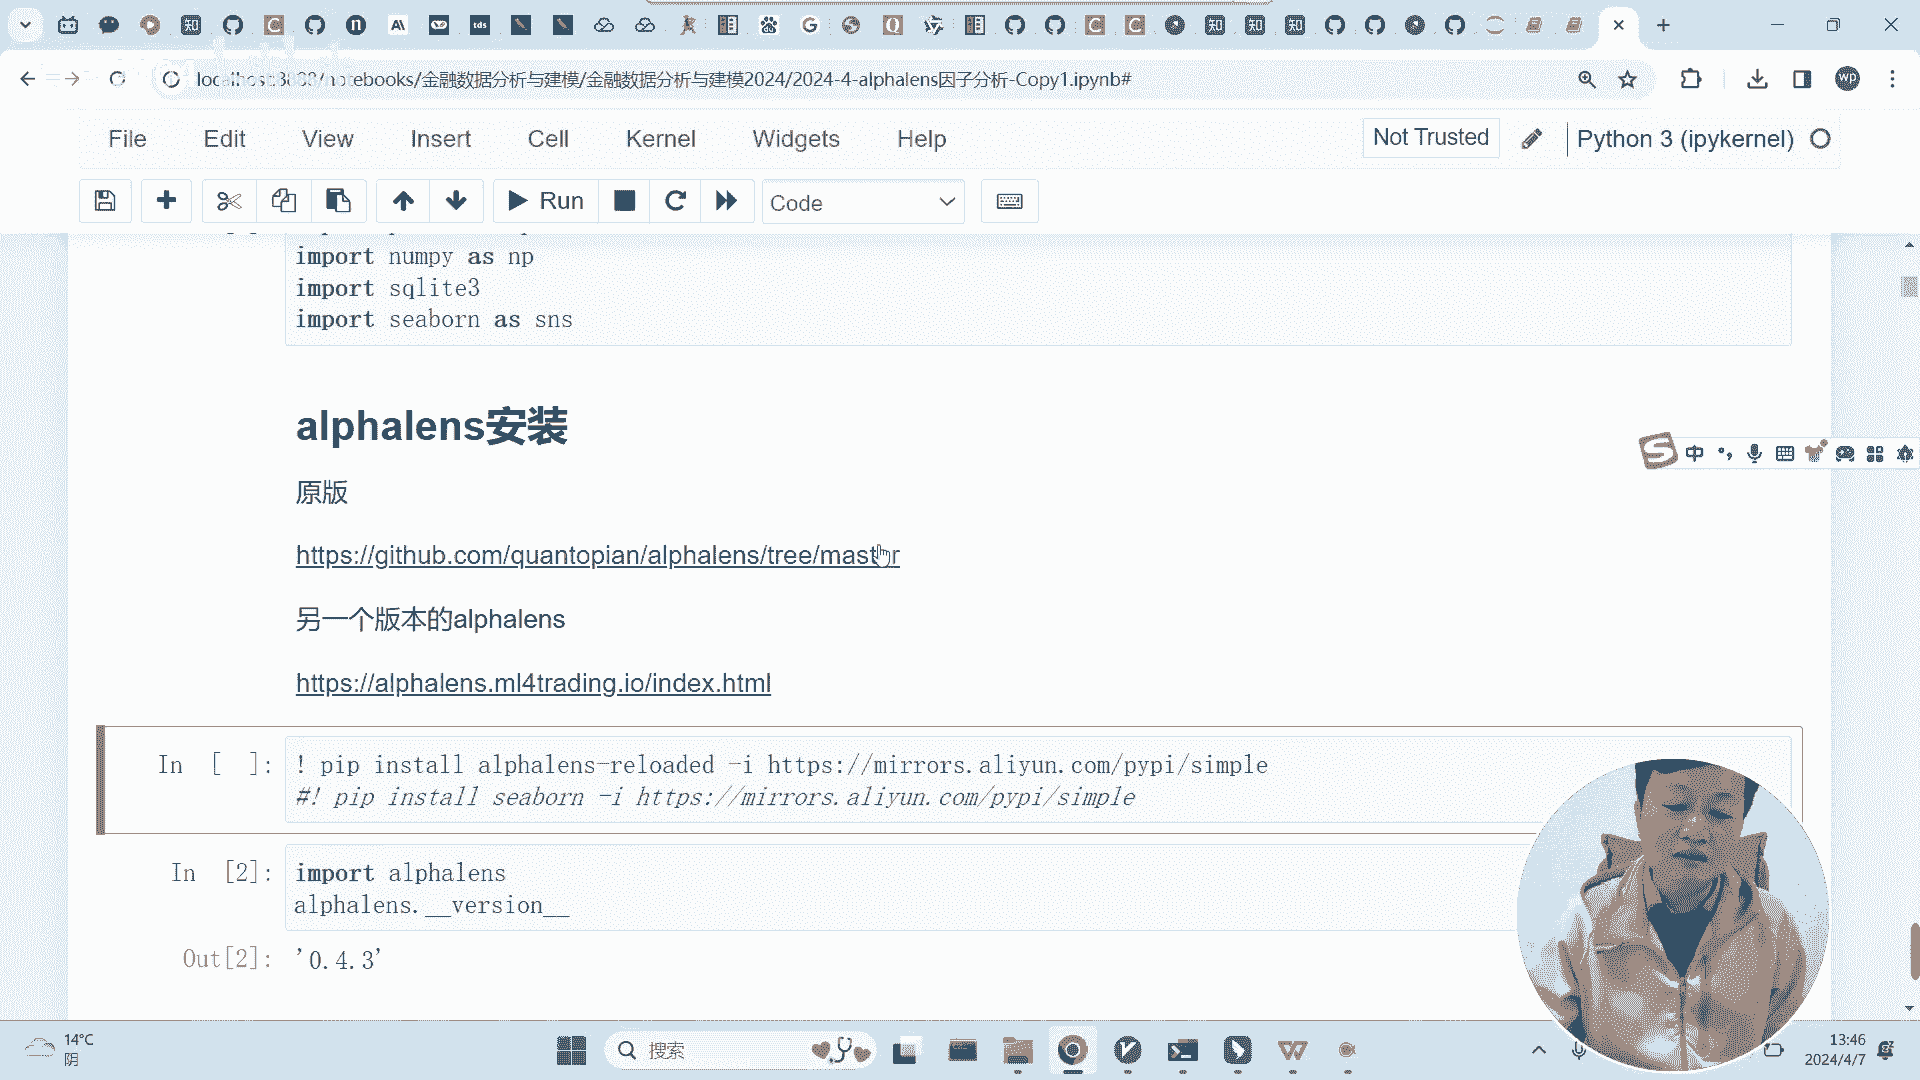 localhost:8888/notebooks/金融数据分析与建模/金融数据分析与建模2024/2024-4-alphalens因子分析-Copy1.ipynb#
wp
File Edit View Insert Cell Kernel Widgets Help
Not Trusted
Python 3 (ipykernel)
Run
Code
import numpy as np
import sqlite3
import seaborn as sns
alphalens安装
原版
https://github.com/quantopian/alphalens/tree/master
中
另一个版本的alphalens
https://alphalens.ml4trading.io/index.html
In [ ]:
! pip install alphalens-reloaded -i https://mirrors.aliyun.com/pypi/simple
#! pip install seaborn -i https://mirrors.aliyun.com/pypi/simple
In [2]:
import alphalens
alphalens.__version__
Out[2]:
'0.4.3'
14°C
阴
搜索
13:46
2024/4/7